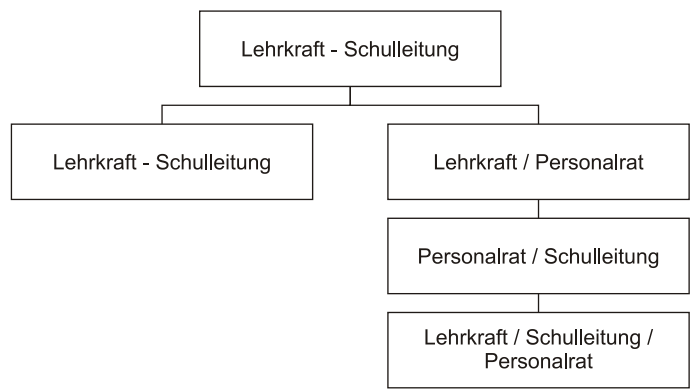 Lehrkraft - Schulleitung
Lehrkraft - Schulleitung
Lehrkraft / Personalrat
Personalrat / Schulleitung
Lehrkraft / Schulleitung /
Personalrat